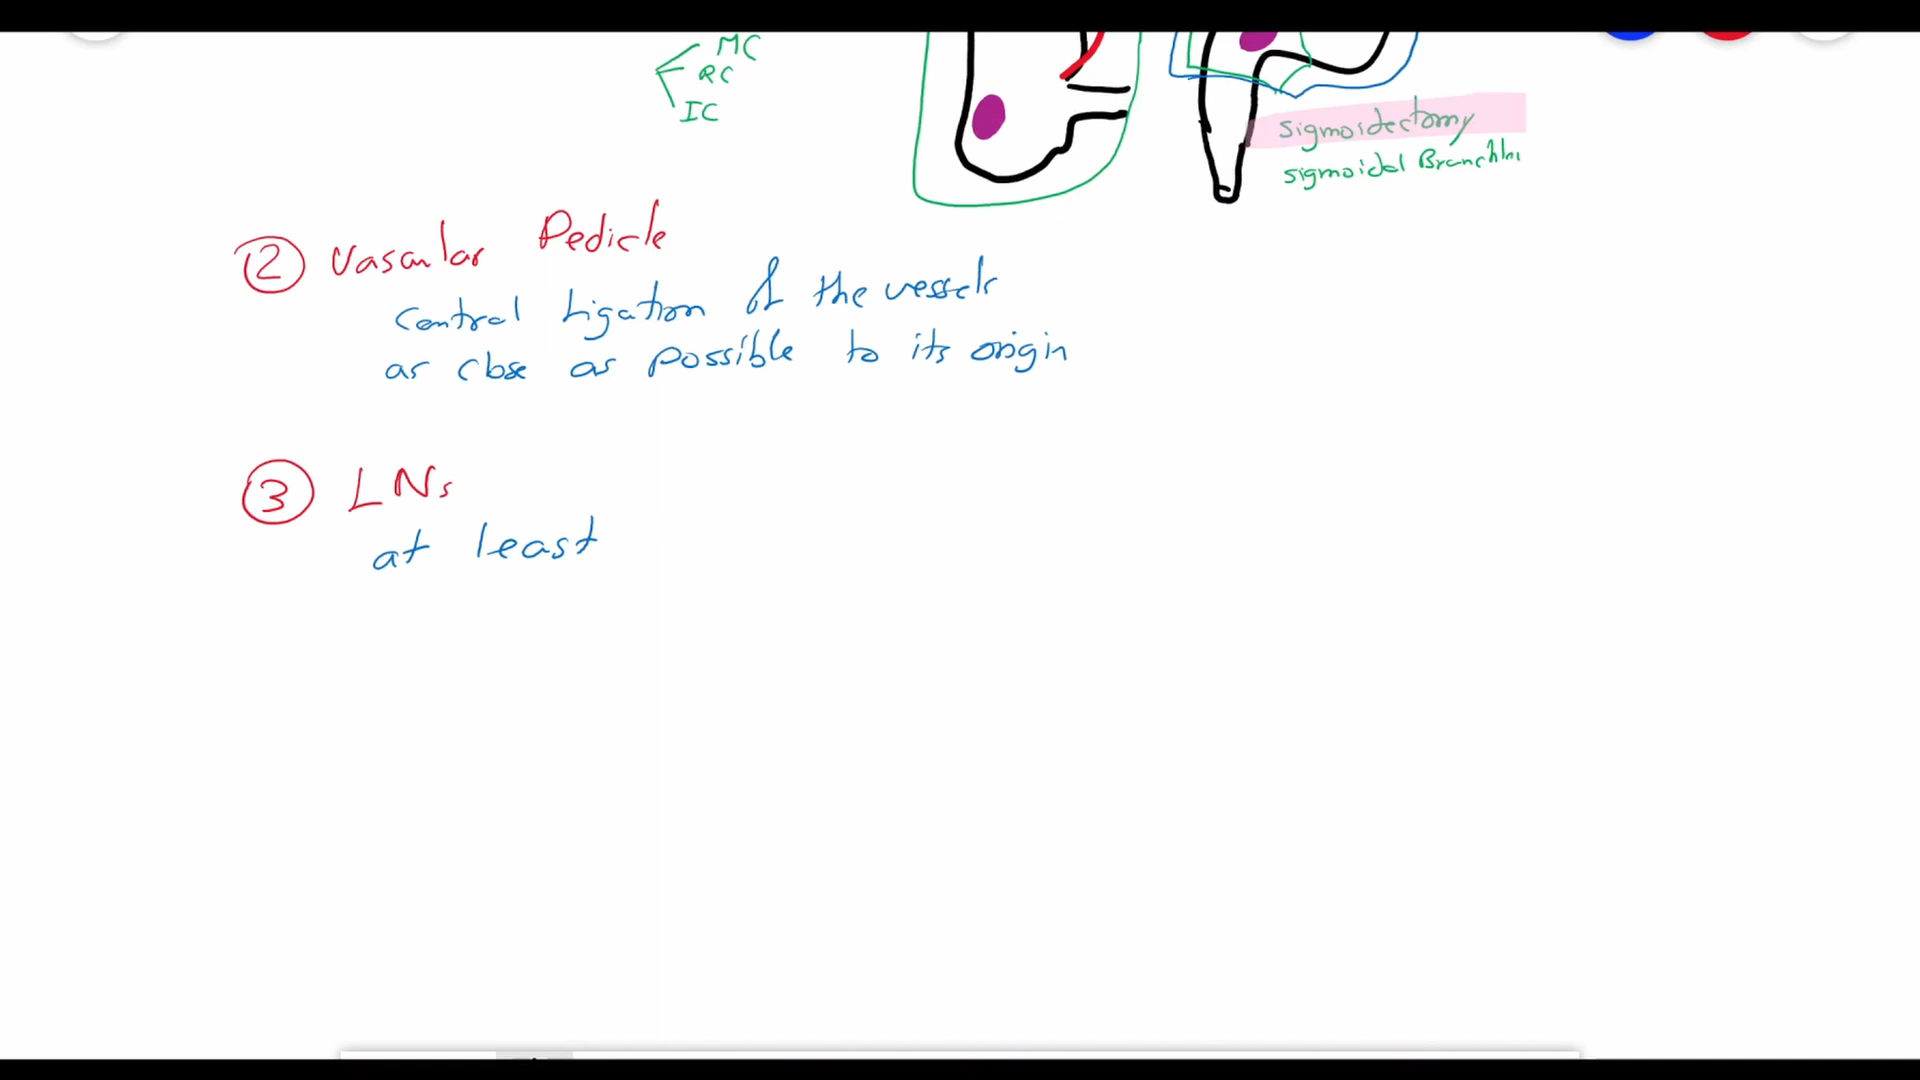 MC
RC
IC
sigmoidectomy
sigmoidal Branches
② Vascular Pedicle
central ligation of the vessels
as close as possible to its origin
③ LNs
at least